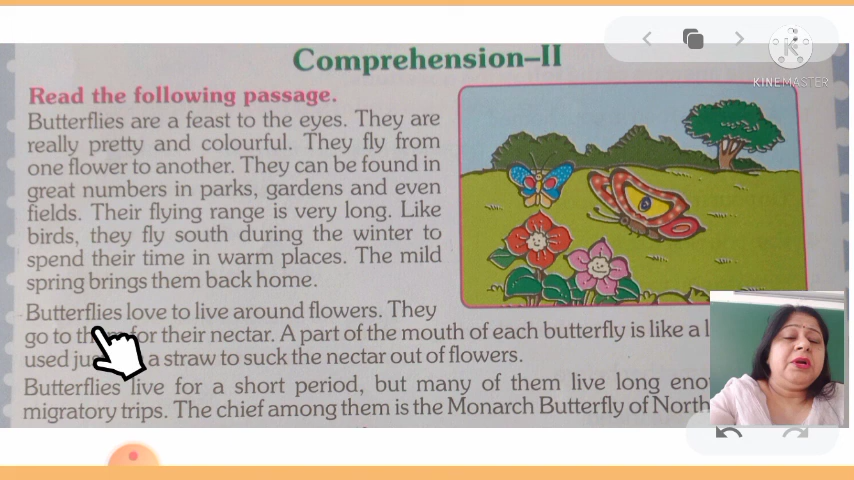 Comprehension–II
KINEMASTER
Read the following passage.
Butterflies are a feast to the eyes. They are
really pretty and colourful. They fly from
one flower to another. They can be found in
great numbers in parks, gardens and even
fields. Their flying range is very long. Like
birds, they fly south during the winter to
spend their time in warm places. The mild
spring brings them back home.
Butterflies love to live around flowers. They
go to for their nectar. A part of the mouth of each butterfly is like a
used a straw to suck the nectar out of flowers.
Butterflies live for a short period, but many of them live long
migratory trips. The chief among them is the Monarch Butterfly of North